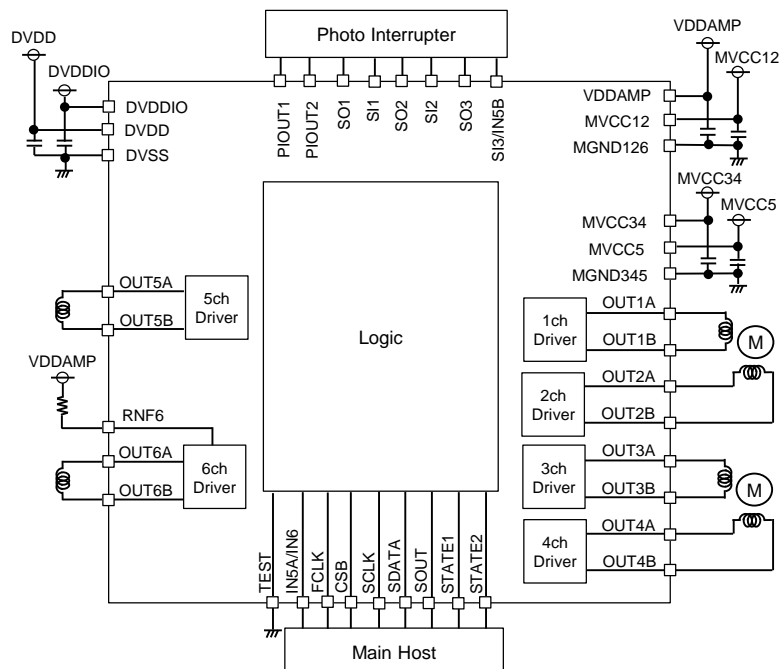 DVDD
DVDDIO
Photo Interrupter
VDDAMP
MVCC12
DVDDIO
DVDD
DVSS
PIOUT1
PIOUT2
SO1
SI1
SO2
SI2
SO3
SI3/IN5B
VDDAMP
MVCC12
MGND126
MVCC34
MVCC5
MVCC34
MVCC5
MGND345
OUT5A
5ch
Driver
OUT5B
Logic
OUT1A
1ch
Driver
OUT1B
M
VDDAMP
RNF6
OUT2A
2ch
Driver
OUT2B
OUT6A
6ch
Driver
OUT6B
OUT3A
3ch
Driver
OUT3B
M
OUT4A
4ch
Driver
OUT4B
TEST
IN5A/IN6
FCLK
CSB
SCLK
SDATA
SOUT
STATE1
STATE2
Main Host